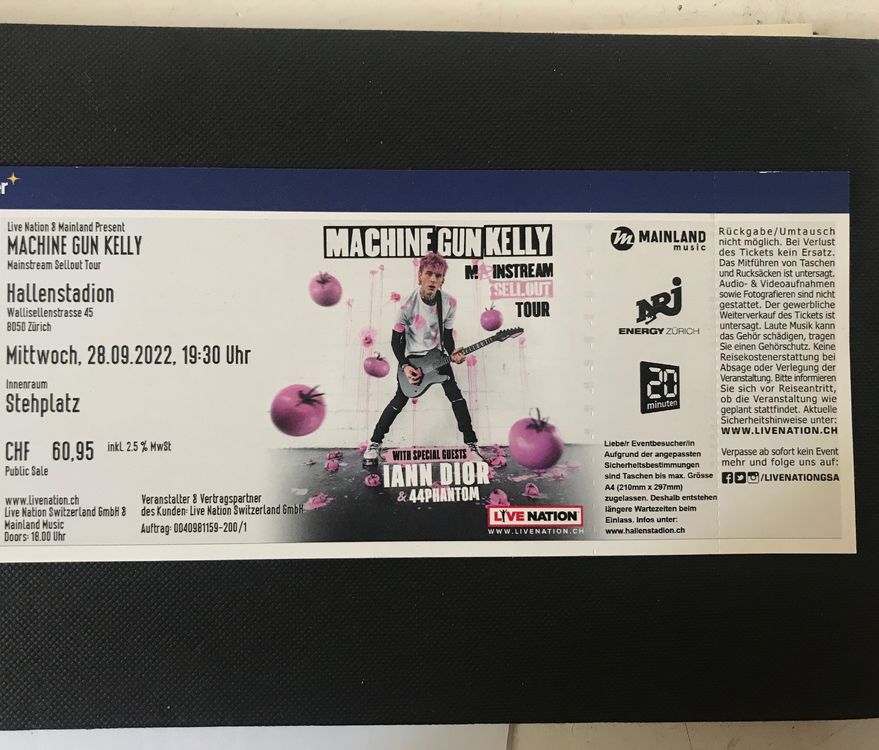 Live Nation & Mainland Present
MACHINE GUN KELLY
Mainstream Sellout Tour
Hallenstadion
Wallisellenstrasse 45
8050 Zürich
Mittwoch, 28.09.2022, 19:30 Uhr
Innenraum
Stehplatz
CHF 60,95 inkl. 2.5 % MwSt
Public Sale
www.livenation.ch
Live Nation Switzerland GmbH &
Mainland Music
Doors: 18.00 Uhr
Veranstalter & Vertragspartner
des Kunden: Live Nation Switzerland GmbH
Auftrag: 0040981159-200/1
MACHINE GUN KELLY
MAINSTREAM
SELLOUT
TOUR
WITH SPECIAL GUESTS
IANN DIOR
& 44PHANTOM
LIVE NATION
WWW.LIVENATION.CH
MAINLAND
music
NRJ
ENERGY ZÜRICH
20
minuten
Liebe/r Eventbesucher/in
Aufgrund der angepassten
Sicherheitsbestimmungen
sind Taschen bis max. Grösse
A4 (210mm x 297mm)
zugelassen. Deshalb entstehen
längere Wartezeiten beim
Einlass. Infos unter:
www.hallenstadion.ch
Rückgabe/Umtausch
nicht möglich. Bei Verlust
des Tickets kein Ersatz.
Das Mitführen von Taschen
und Rucksäcken ist untersagt.
Audio- & Videoaufnahmen
sowie Fotografieren sind nicht
gestattet. Der gewerbliche
Weiterverkauf des Tickets ist
untersagt. Laute Musik kann
das Gehör schädigen, tragen
Sie einen Gehörschutz. Keine
Reisekostenerstattung bei
Absage oder Verlegung der
Veranstaltung. Bitte informieren
Sie sich vor Reiseantritt,
ob die Veranstaltung wie
geplant stattfindet. Aktuelle
Sicherheitshinweise unter:
WWW.LIVENATION.CH
Verpasse ab sofort kein Event
mehr und folge uns auf:
/LIVENATIONGSA